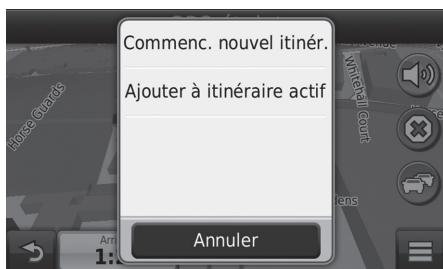 Commenc. nouvel itinér.
Ajouter à itinéraire actif
Annuler
Horse Guards
Whitehall Court